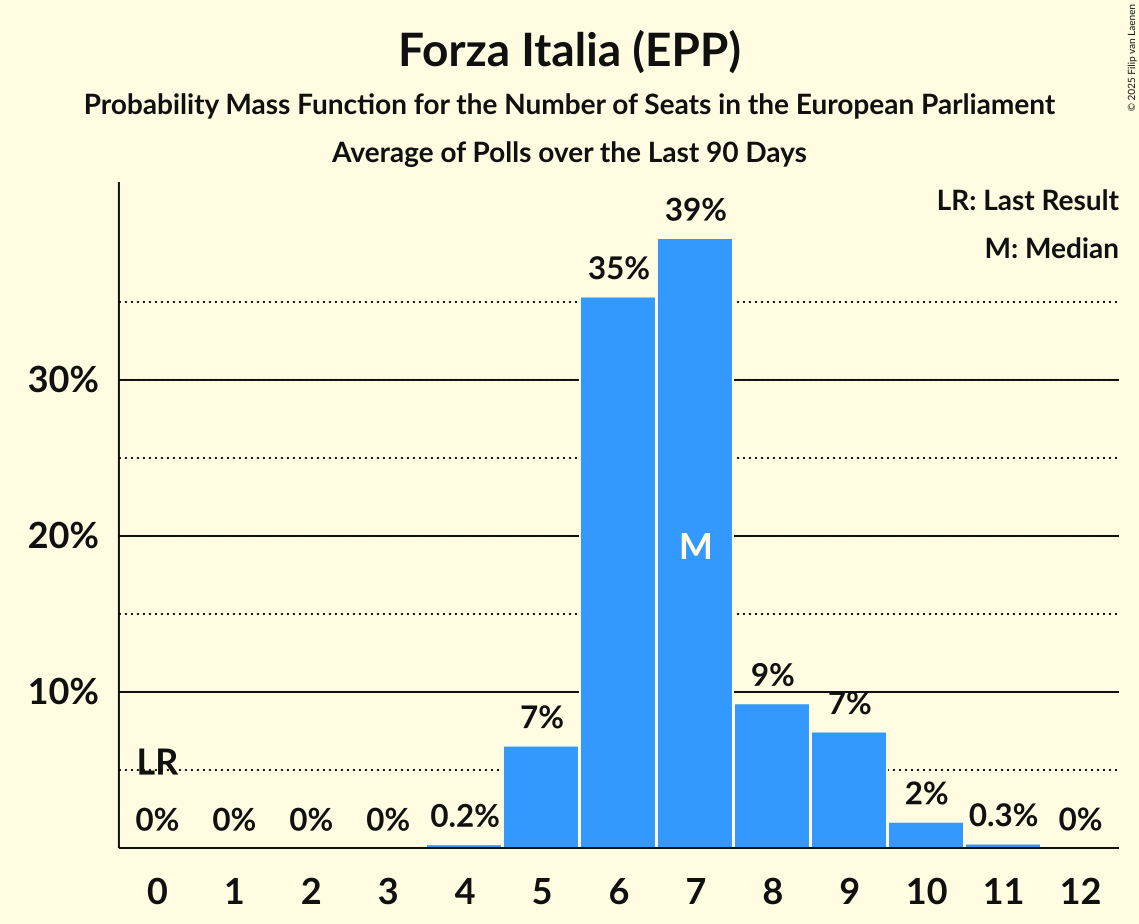 Forza Italia (EPP)
Probability Mass Function for the Number of Seats in the European Parliament
Average of Polls over the Last 90 Days
© 2025 Filip van Laenen
LR: Last Result
M: Median
39%
35%
30%
20%
M
10%
9%
7%
7%
LR
2%
0% 0% 0% 0% 0.2% 0.3% 0%
0 1 2 3 4 5 6 7 8 9 10 11 12